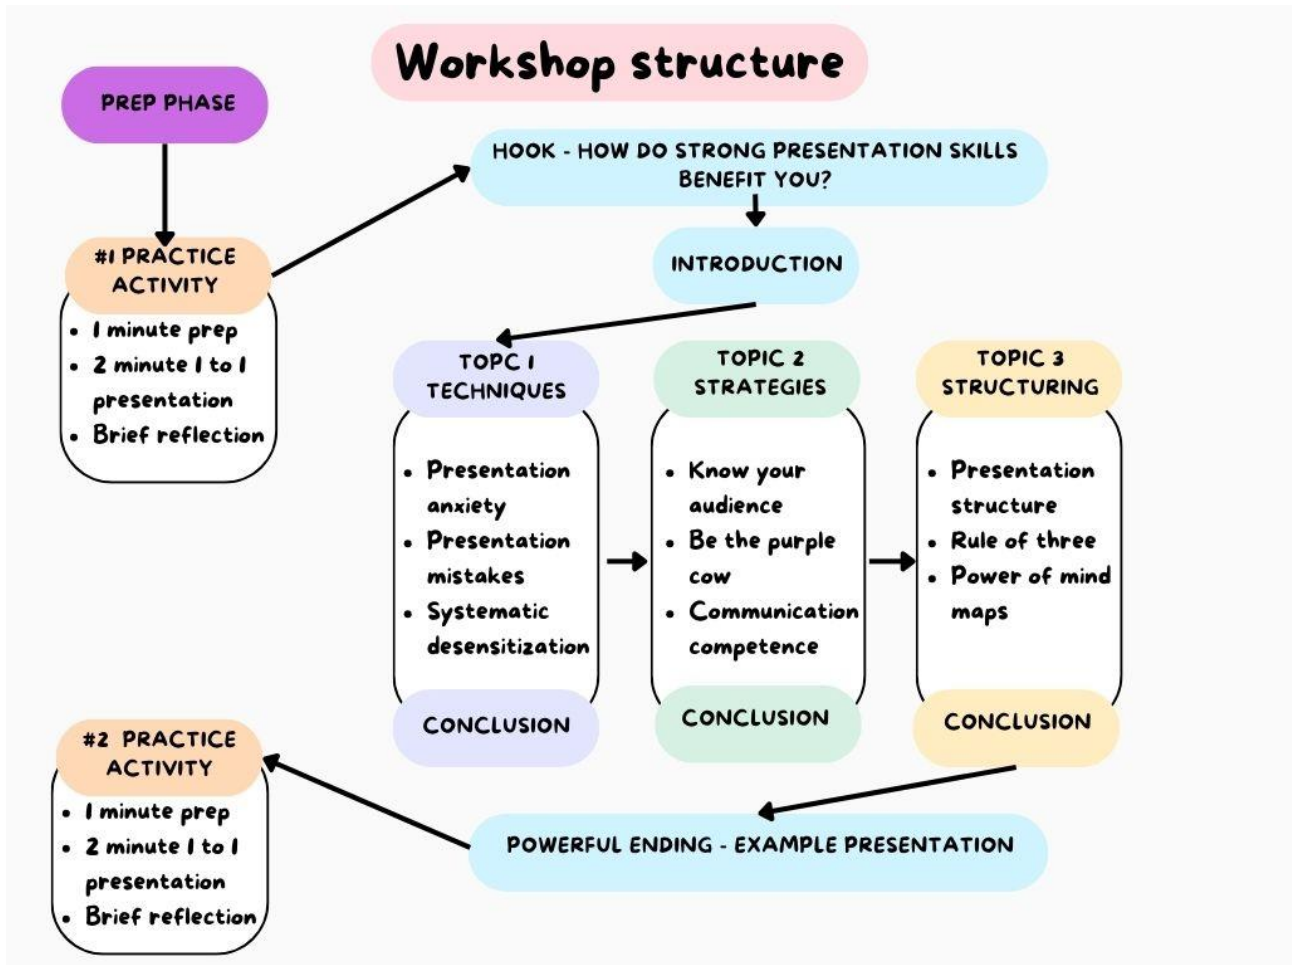 Workshop structure
PREP PHASE
#1 PRACTICE
ACTIVITY
• 1 minute prep
• 2 minute 1 to 1
presentation
• Brief reflection
HOOK - HOW DO STRONG PRESENTATION SKILLS
BENEFIT YOU?
INTRODUCTION
TOPC 1
TECHNIQUES
• Presentation
anxiety
• Presentation
mistakes
• Systematic
desensitization
CONCLUSION
TOPIC 2
STRATEGIES
• Know your
audience
• Be the purple
cow
• Communication
competence
CONCLUSION
TOPIC 3
STRUCTURING
• Presentation
structure
• Rule of three
• Power of mind
maps
CONCLUSION
POWERFUL ENDING - EXAMPLE PRESENTATION
#2 PRACTICE
ACTIVITY
• 1 minute prep
• 2 minute 1 to 1
presentation
• Brief reflection